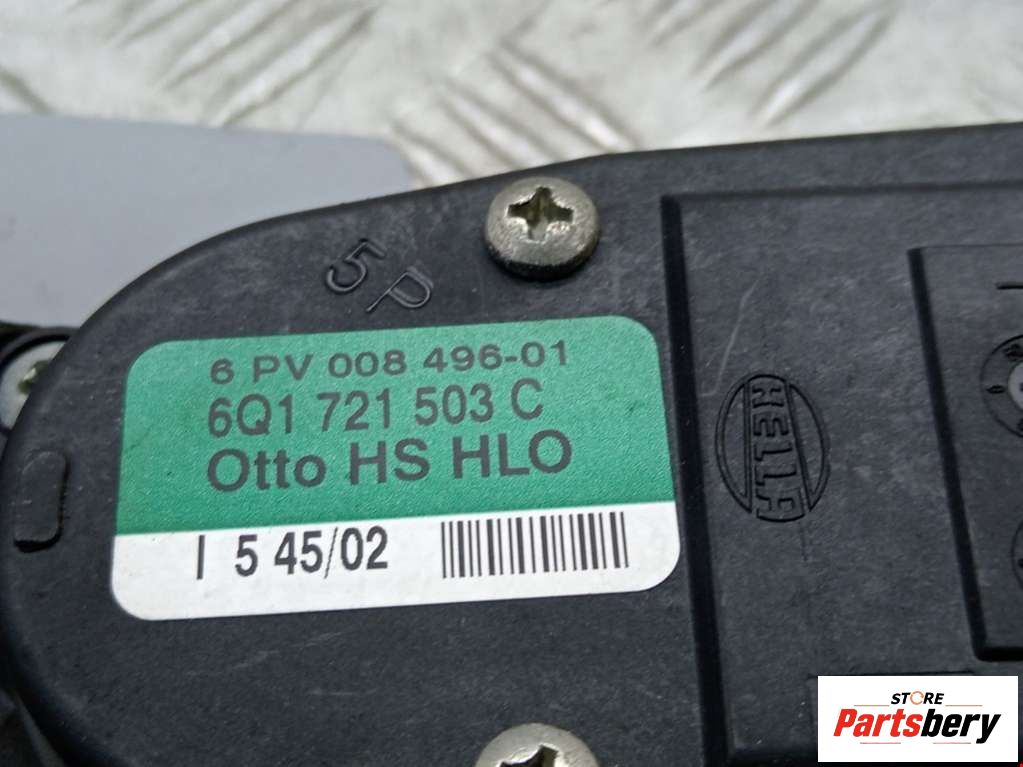 5P
6 PV 008 496-01
6Q1 721 503 C
Otto HS HLO
I 5 45/02
HELLA
STORE
Partsbery